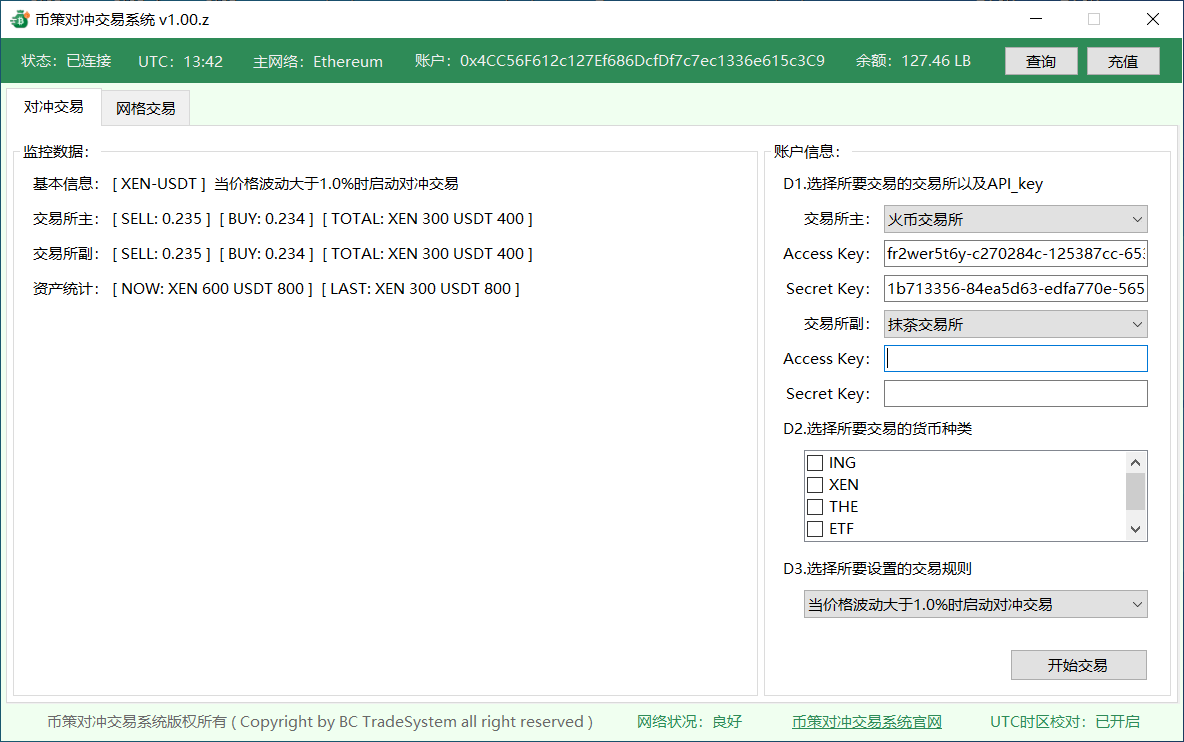 币策对冲交易系统 v1.00.z
状态：已连接 UTC：13:42 主网络：Ethereum 账户：0x4CC56F612c127Ef686DcfDf7c7ec1336e615c3C9 余额：127.46 LB 查询 充值
对冲交易 网格交易
监控数据：
基本信息： [ XEN-USDT ] 当价格波动大于1.0%时启动对冲交易
交易所主： [ SELL: 0.235 ] [ BUY: 0.234 ] [ TOTAL: XEN 300 USDT 400 ]
交易所副： [ SELL: 0.235 ] [ BUY: 0.234 ] [ TOTAL: XEN 300 USDT 400 ]
资产统计： [ NOW: XEN 600 USDT 800 ] [ LAST: XEN 300 USDT 800 ]
账户信息：
D1.选择所要交易的交易所以及API_key
交易所主： 火币交易所
Access Key： fr2wer5t6y-c270284c-125387cc-653
Secret Key： 1b713356-84ea5d63-edfa770e-565
交易所副： 抹茶交易所
Access Key：
Secret Key：
D2.选择所要交易的货币种类
ING
XEN
THE
ETF
D3.选择所要设置的交易规则
当价格波动大于1.0%时启动对冲交易
开始交易
币策对冲交易系统版权所有 ( Copyright by BC TradeSystem all right reserved ) 网络状况：良好 币策对冲交易系统官网 UTC时区校对：已开启